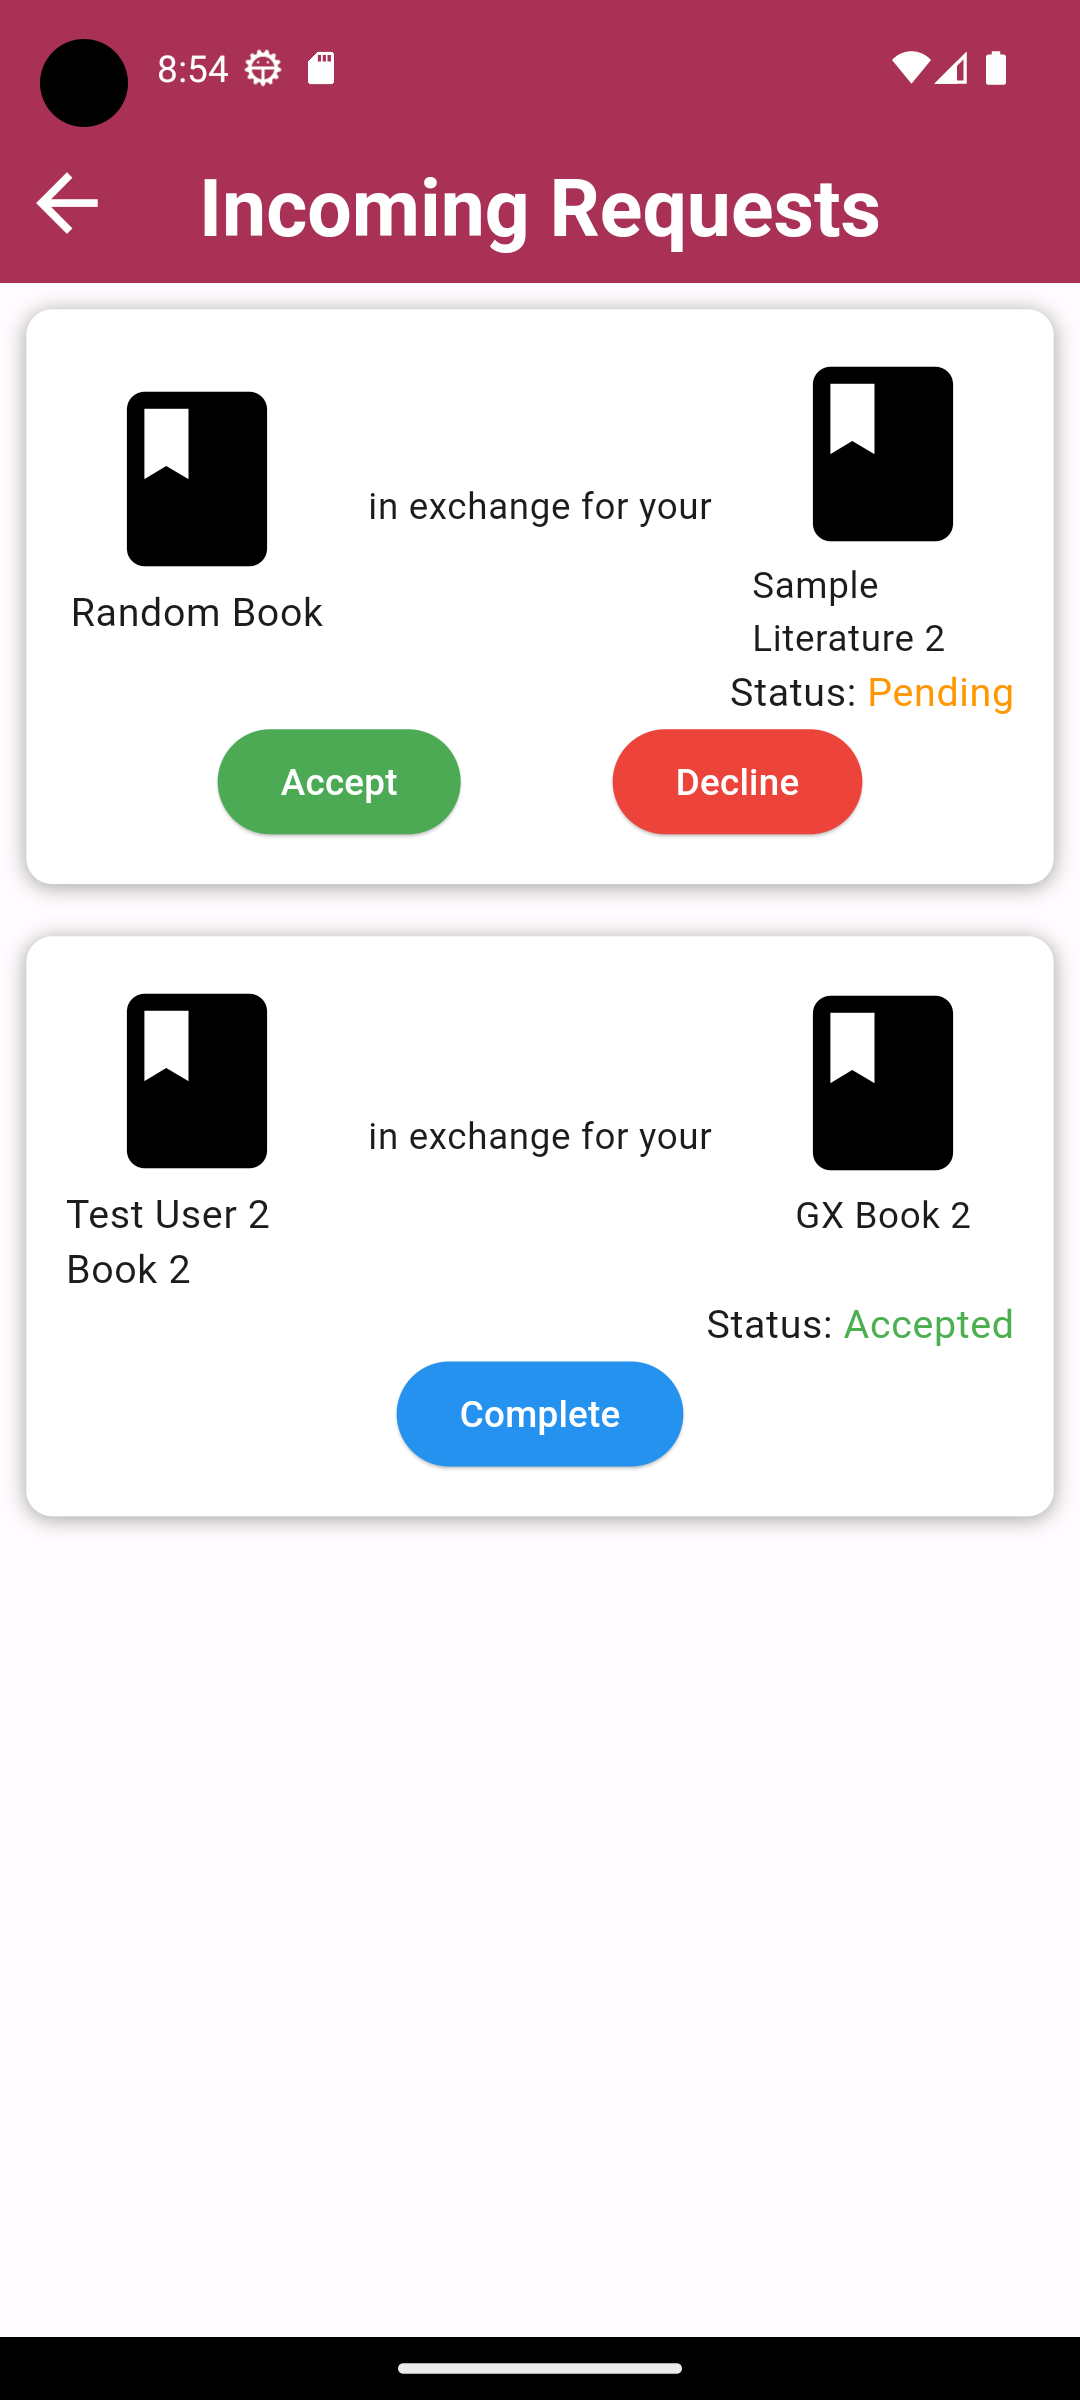 8:54
Incoming Requests
in exchange for your
Random Book
Sample
Literature 2
Status: Pending
Accept
Decline
in exchange for your
Test User 2
Book 2
GX Book 2
Status: Accepted
Complete